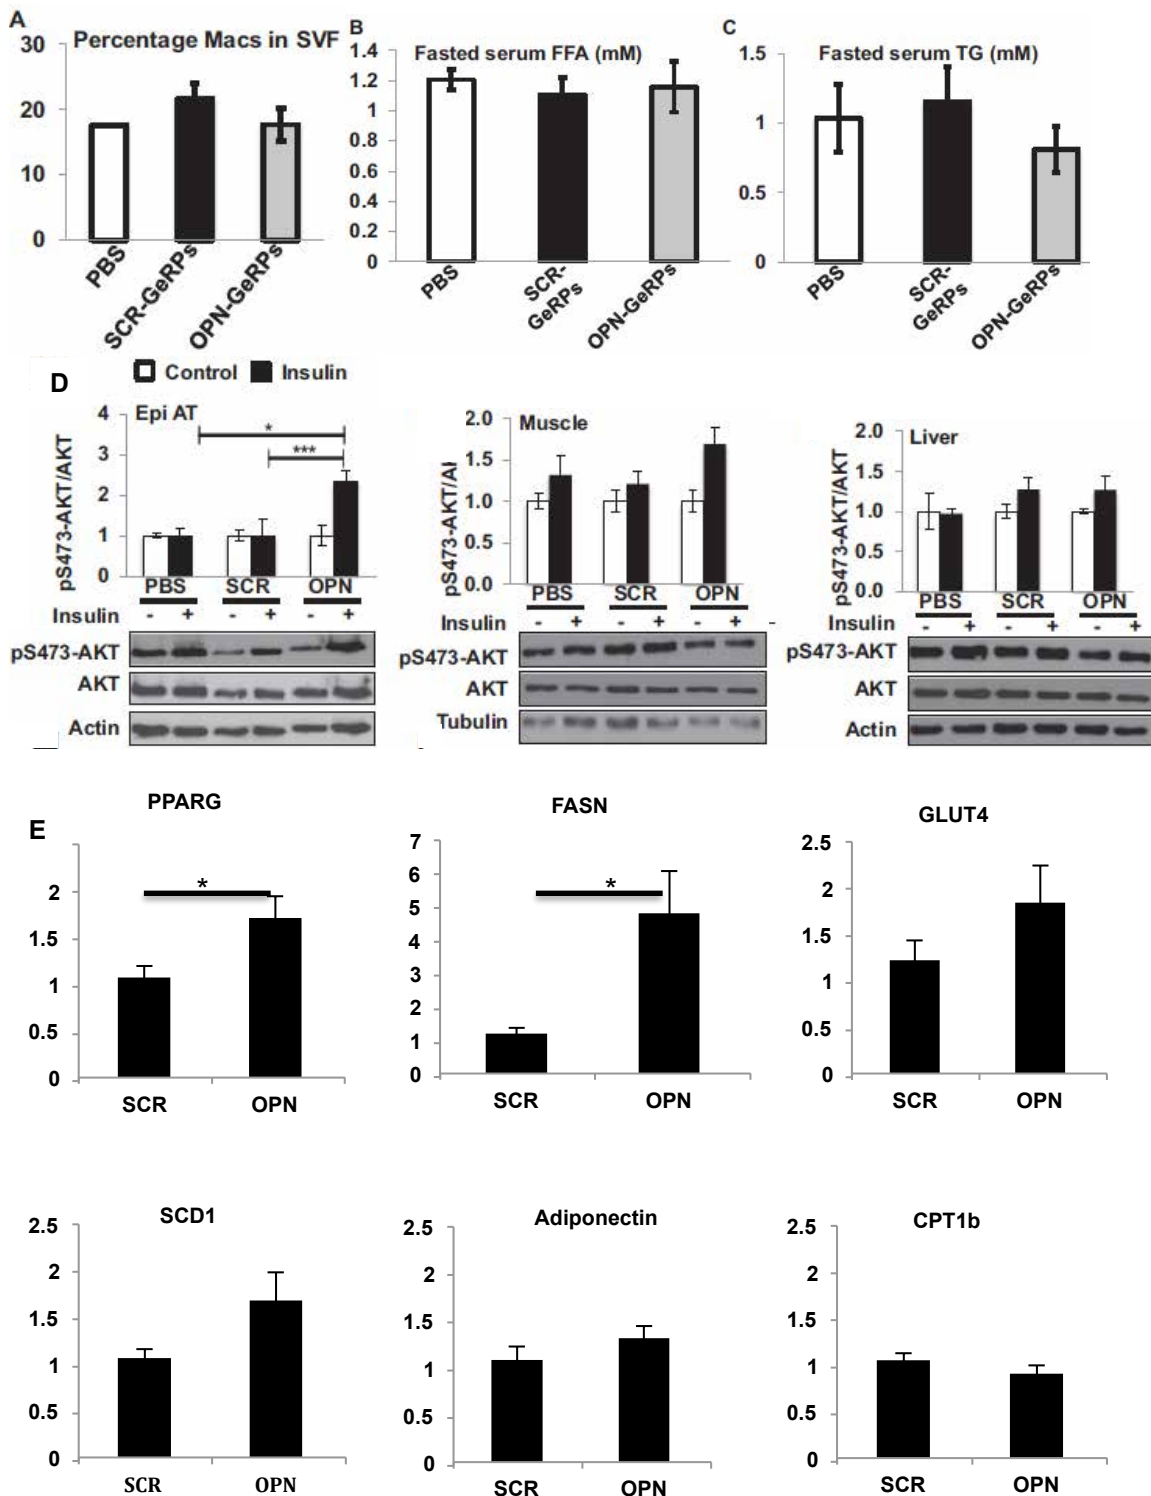 A
Percentage Macs in SVF
30
20
10
0
PBS
SCR-GeRPs
OPN-GeRPs
B
Fasted serum FFA (mM)
1.4
1.2
1
0.8
0.6
0.4
0.2
0
PBS
SCR-
GeRPs
OPN-GeRPs
C
Fasted serum TG (mM)
1.5
1
0.5
0
PBS
SCR-
GeRPs
OPN-GeRPs
D
Control Insulin
Epi AT
pS473-AKT/AKT
4
3
2
1
0
*
***
PBS SCR OPN
Insulin - + - + - +
pS473-AKT
AKT
Actin
Muscle
pS473-AKT/AI
2.0
1.5
1.0
0.5
0.0
PBS SCR OPN
Insulin - + - + - +
pS473-AKT
AKT
Tubulin
Liver
pS473-AKT/AKT
2.0
1.5
1.0
0.5
0.0
PBS SCR OPN
Insulin - + - + - +
pS473-AKT
AKT
Actin
E
PPARG
2
1.5
1
0.5
0
*
SCR OPN
FASN
7
6
5
4
3
2
1
0
*
SCR OPN
GLUT4
2.5
2
1.5
1
0.5
0
SCR OPN
SCD1
2.5
2
1.5
1
0.5
0
SCR OPN
Adiponectin
2.5
2
1.5
1
0.5
0
SCR OPN
CPT1b
2.5
2
1.5
1
0.5
0
SCR OPN